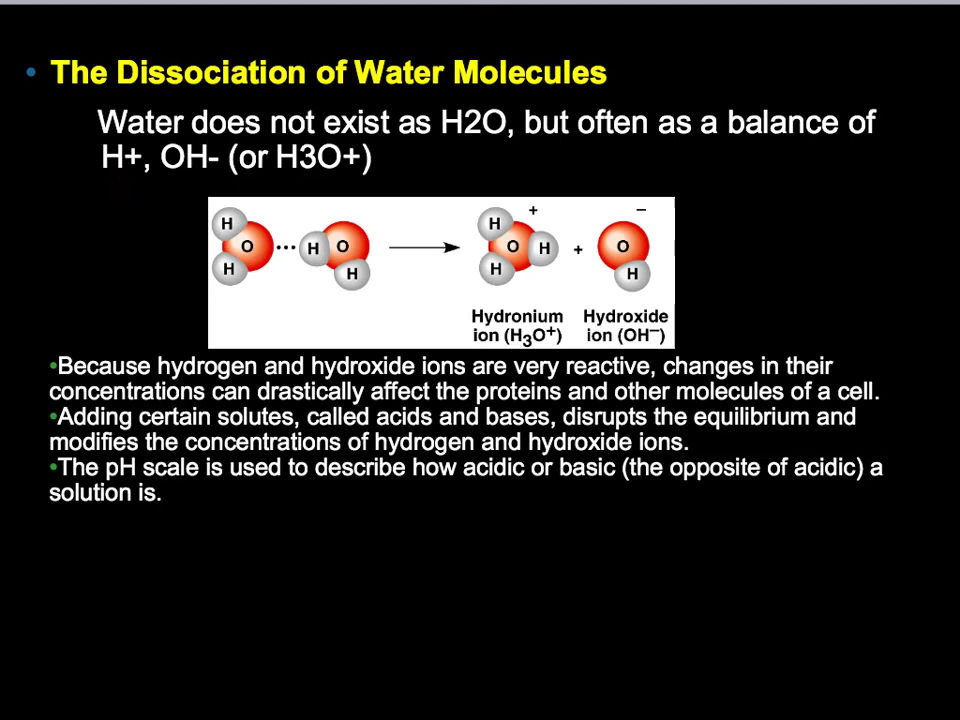 • The Dissociation of Water Molecules
Water does not exist as H2O, but often as a balance of
H+, OH- (or H3O+)
H O H ... H O H → H O H H + + O H −
Hydronium Hydroxide
ion (H₃O⁺) ion (OH⁻)
•Because hydrogen and hydroxide ions are very reactive, changes in their
concentrations can drastically affect the proteins and other molecules of a cell.
•Adding certain solutes, called acids and bases, disrupts the equilibrium and
modifies the concentrations of hydrogen and hydroxide ions.
•The pH scale is used to describe how acidic or basic (the opposite of acidic) a
solution is.